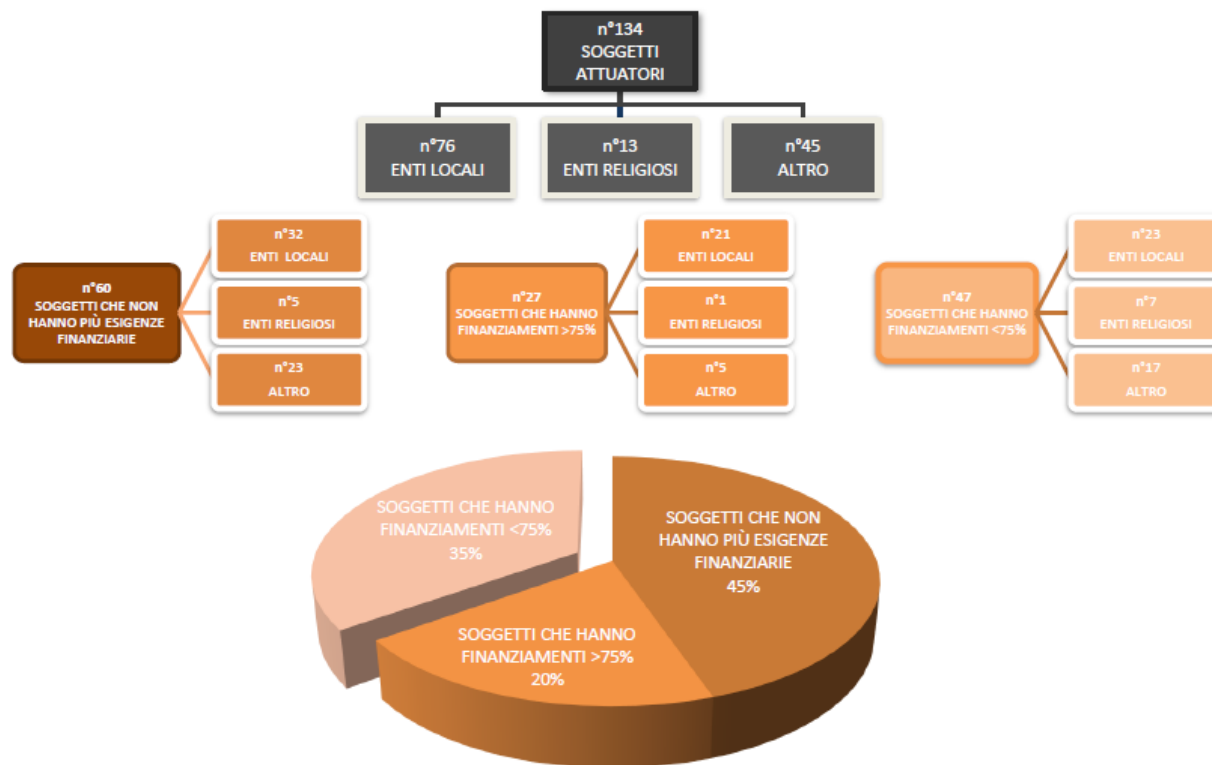 n°134
SOGGETTI
ATTUATORI
n°76
ENTI LOCALI
n°13
ENTI RELIGIOSI
n°45
ALTRO
n°60
SOGGETTI CHE NON
HANNO PIÙ ESIGENZE
FINANZIARIE
n°32
ENTI LOCALI
n°5
ENTI RELIGIOSI
n°23
ALTRO
n°27
SOGGETTI CHE HANNO
FINANZIAMENTI >75%
n°21
ENTI LOCALI
n°1
ENTI RELIGIOSI
n°5
ALTRO
n°47
SOGGETTI CHE HANNO
FINANZIAMENTI <75%
n°23
ENTI LOCALI
n°7
ENTI RELIGIOSI
n°17
ALTRO
SOGGETTI CHE HANNO
FINANZIAMENTI <75%
35%
SOGGETTI CHE NON
HANNO PIÙ ESIGENZE
FINANZIARIE
45%
SOGGETTI CHE HANNO
FINANZIAMENTI >75%
20%